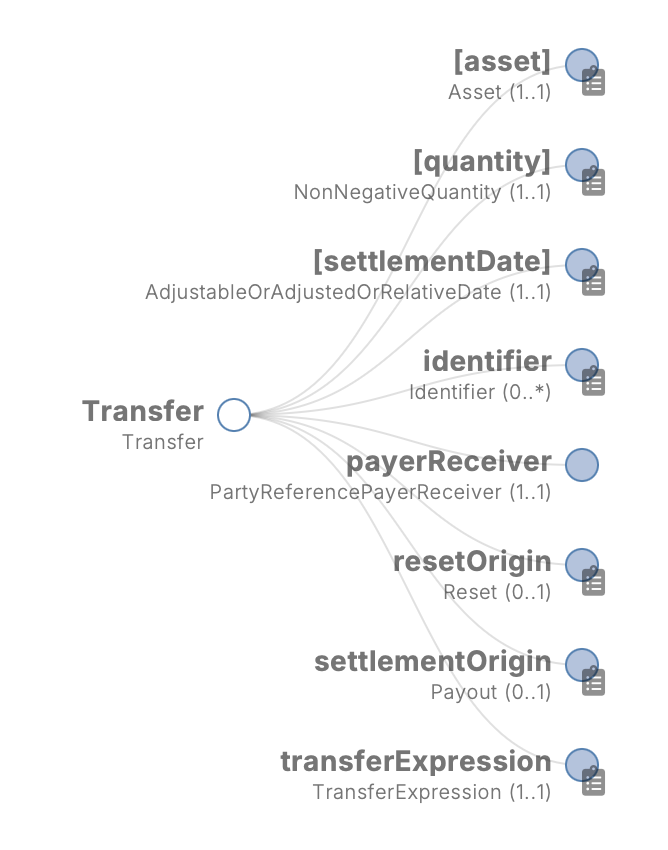 [asset]
Asset (1..1)
[quantity]
NonNegativeQuantity (1..1)
[settlementDate]
AdjustableOrAdjustedOrRelativeDate (1..1)
identifier
Identifier (0..*)
Transfer
Transfer
payerReceiver
PartyReferencePayerReceiver (1..1)
resetOrigin
Reset (0..1)
settlementOrigin
Payout (0..1)
transferExpression
TransferExpression (1..1)